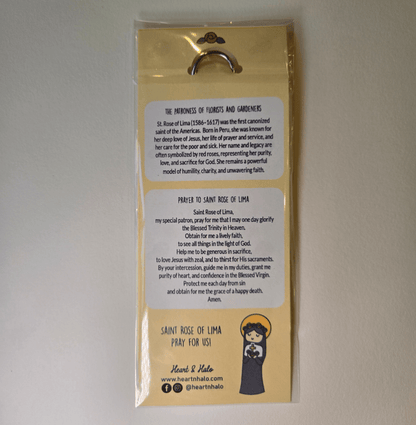 THE PATRONESS OF FLORISTS AND GARDENERS
St. Rose of Lima (1586–1617) was the first canonized
saint of the Americas. Born in Peru, she was known for
her deep love of Jesus, her life of prayer and service, and
her care for the poor and sick. Her name and legacy are
often symbolized by red roses, representing her purity,
love, and sacrifice for God. She remains a powerful
model of humility, charity, and unwavering faith.
PRAYER TO SAINT ROSE OF LIMA
Saint Rose of Lima,
my special patron, pray for me that I may one day glorify
the Blessed Trinity in Heaven.
Obtain for me a lively faith,
to see all things in the light of God.
Help me to be generous in sacrifice,
to love Jesus with zeal, and to thirst for His sacraments.
By your intercession, guide me in my duties, grant me
purity of heart, and confidence in the Blessed Virgin.
Protect me each day from sin
and obtain for me the grace of a happy death.
Amen.
SAINT ROSE OF LIMA
PRAY FOR US!
Heart & Halo
www.heartnhalo.com
@heartnhalo